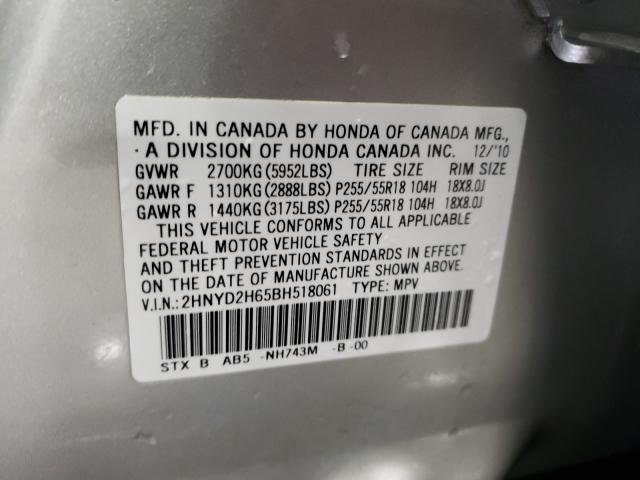 MFD. IN CANADA BY HONDA OF CANADA MFG.,
· A DIVISION OF HONDA CANADA INC. 12/'10
GVWR 2700KG(5952LBS) TIRE SIZE RIM SIZE
GAWR F 1310KG(2888LBS) P255/55R18 104H 18X8.0J
GAWR R 1440KG(3175LBS) P255/55R18 104H 18X8.0J
THIS VEHICLE CONFORMS TO ALL APPLICABLE
FEDERAL MOTOR VEHICLE SAFETY
AND THEFT PREVENTION STANDARDS IN EFFECT
ON THE DATE OF MANUFACTURE SHOWN ABOVE.
V.I.N.: 2HNYD2H65BH518061 TYPE: MPV
STX B AB5 -NH743M -B -00